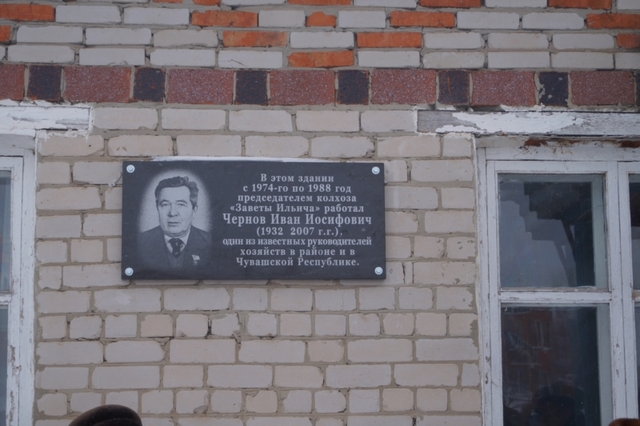 В этом здании
с 1974-го по 1988 год
председателем колхоза
«Заветы Ильича» работал
Чернов Иван Иосифович
(1932 2007 г.г.).
один из известных руководителей
хозяйств в районе и в
Чувашской Республике.